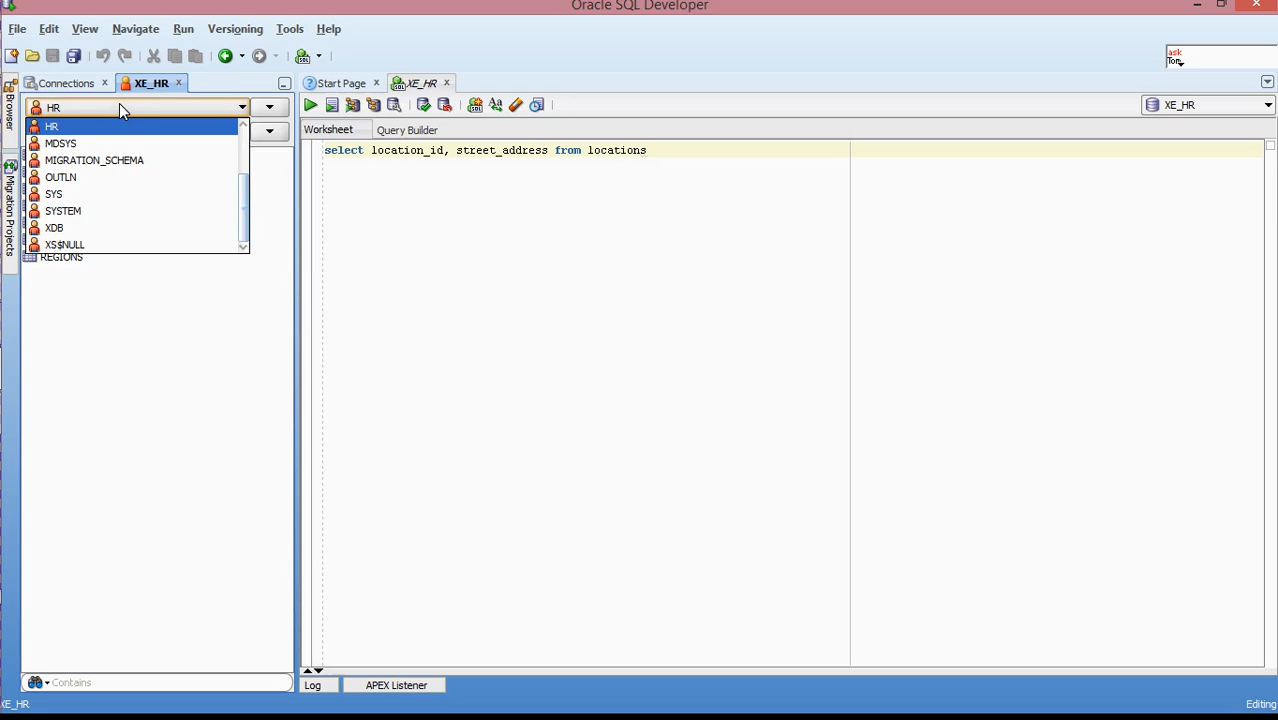 Oracle SQL Developer
File Edit View Navigate Run Versioning Tools Help
ask
Tom
Connections XE_HR Start Page XE_HR
HR
XE_HR
Worksheet Query Builder
HR
MDSYS
MIGRATION_SCHEMA
OUTLN
SYS
SYSTEM
XDB
XS$NULL
REGIONS
select location_id, street_address from locations
Browser
Migration Projects
Contains
Log APEX Listener
XE_HR Editing